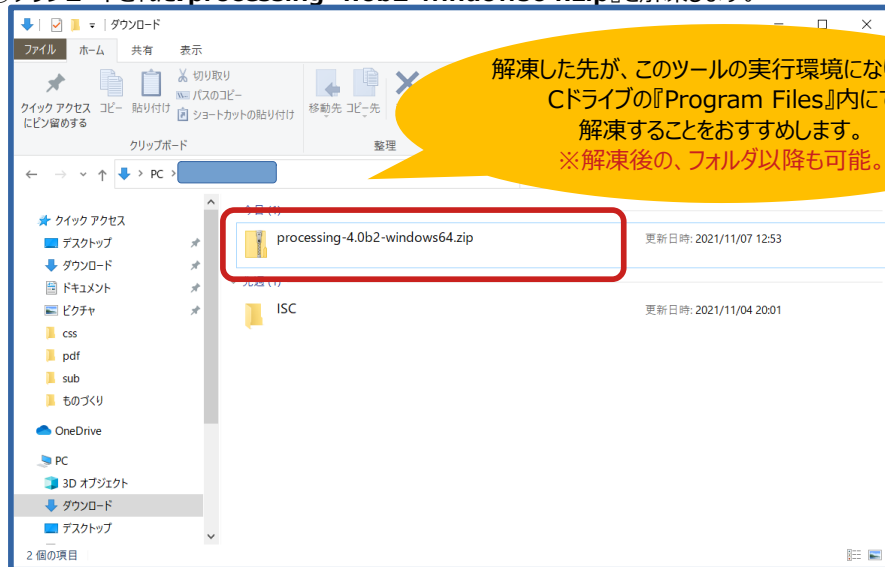 ダウンロード
ファイル ホーム 共有 表示
クイック アクセス
にピン留めする
コピー
貼り付け
切り取り
パスのコピー
ショートカットの貼り付け
クリップボード
移動先 コピー先
整理
解凍した先が、このツールの実行環境にな
Cドライブの『Program Files』内に
解凍することをおすすめします。
※解凍後の、フォルダ以降も可能。
PC
クイック アクセス
デスクトップ
ダウンロード
ドキュメント
ピクチャ
css
pdf
sub
ものづくり
OneDrive
PC
3D オブジェクト
ダウンロード
デスクトップ
processing-4.0b2-windows64.zip 更新日時: 2021/11/07 12:53
ISC 更新日時: 2021/11/04 20:01
2 個の項目